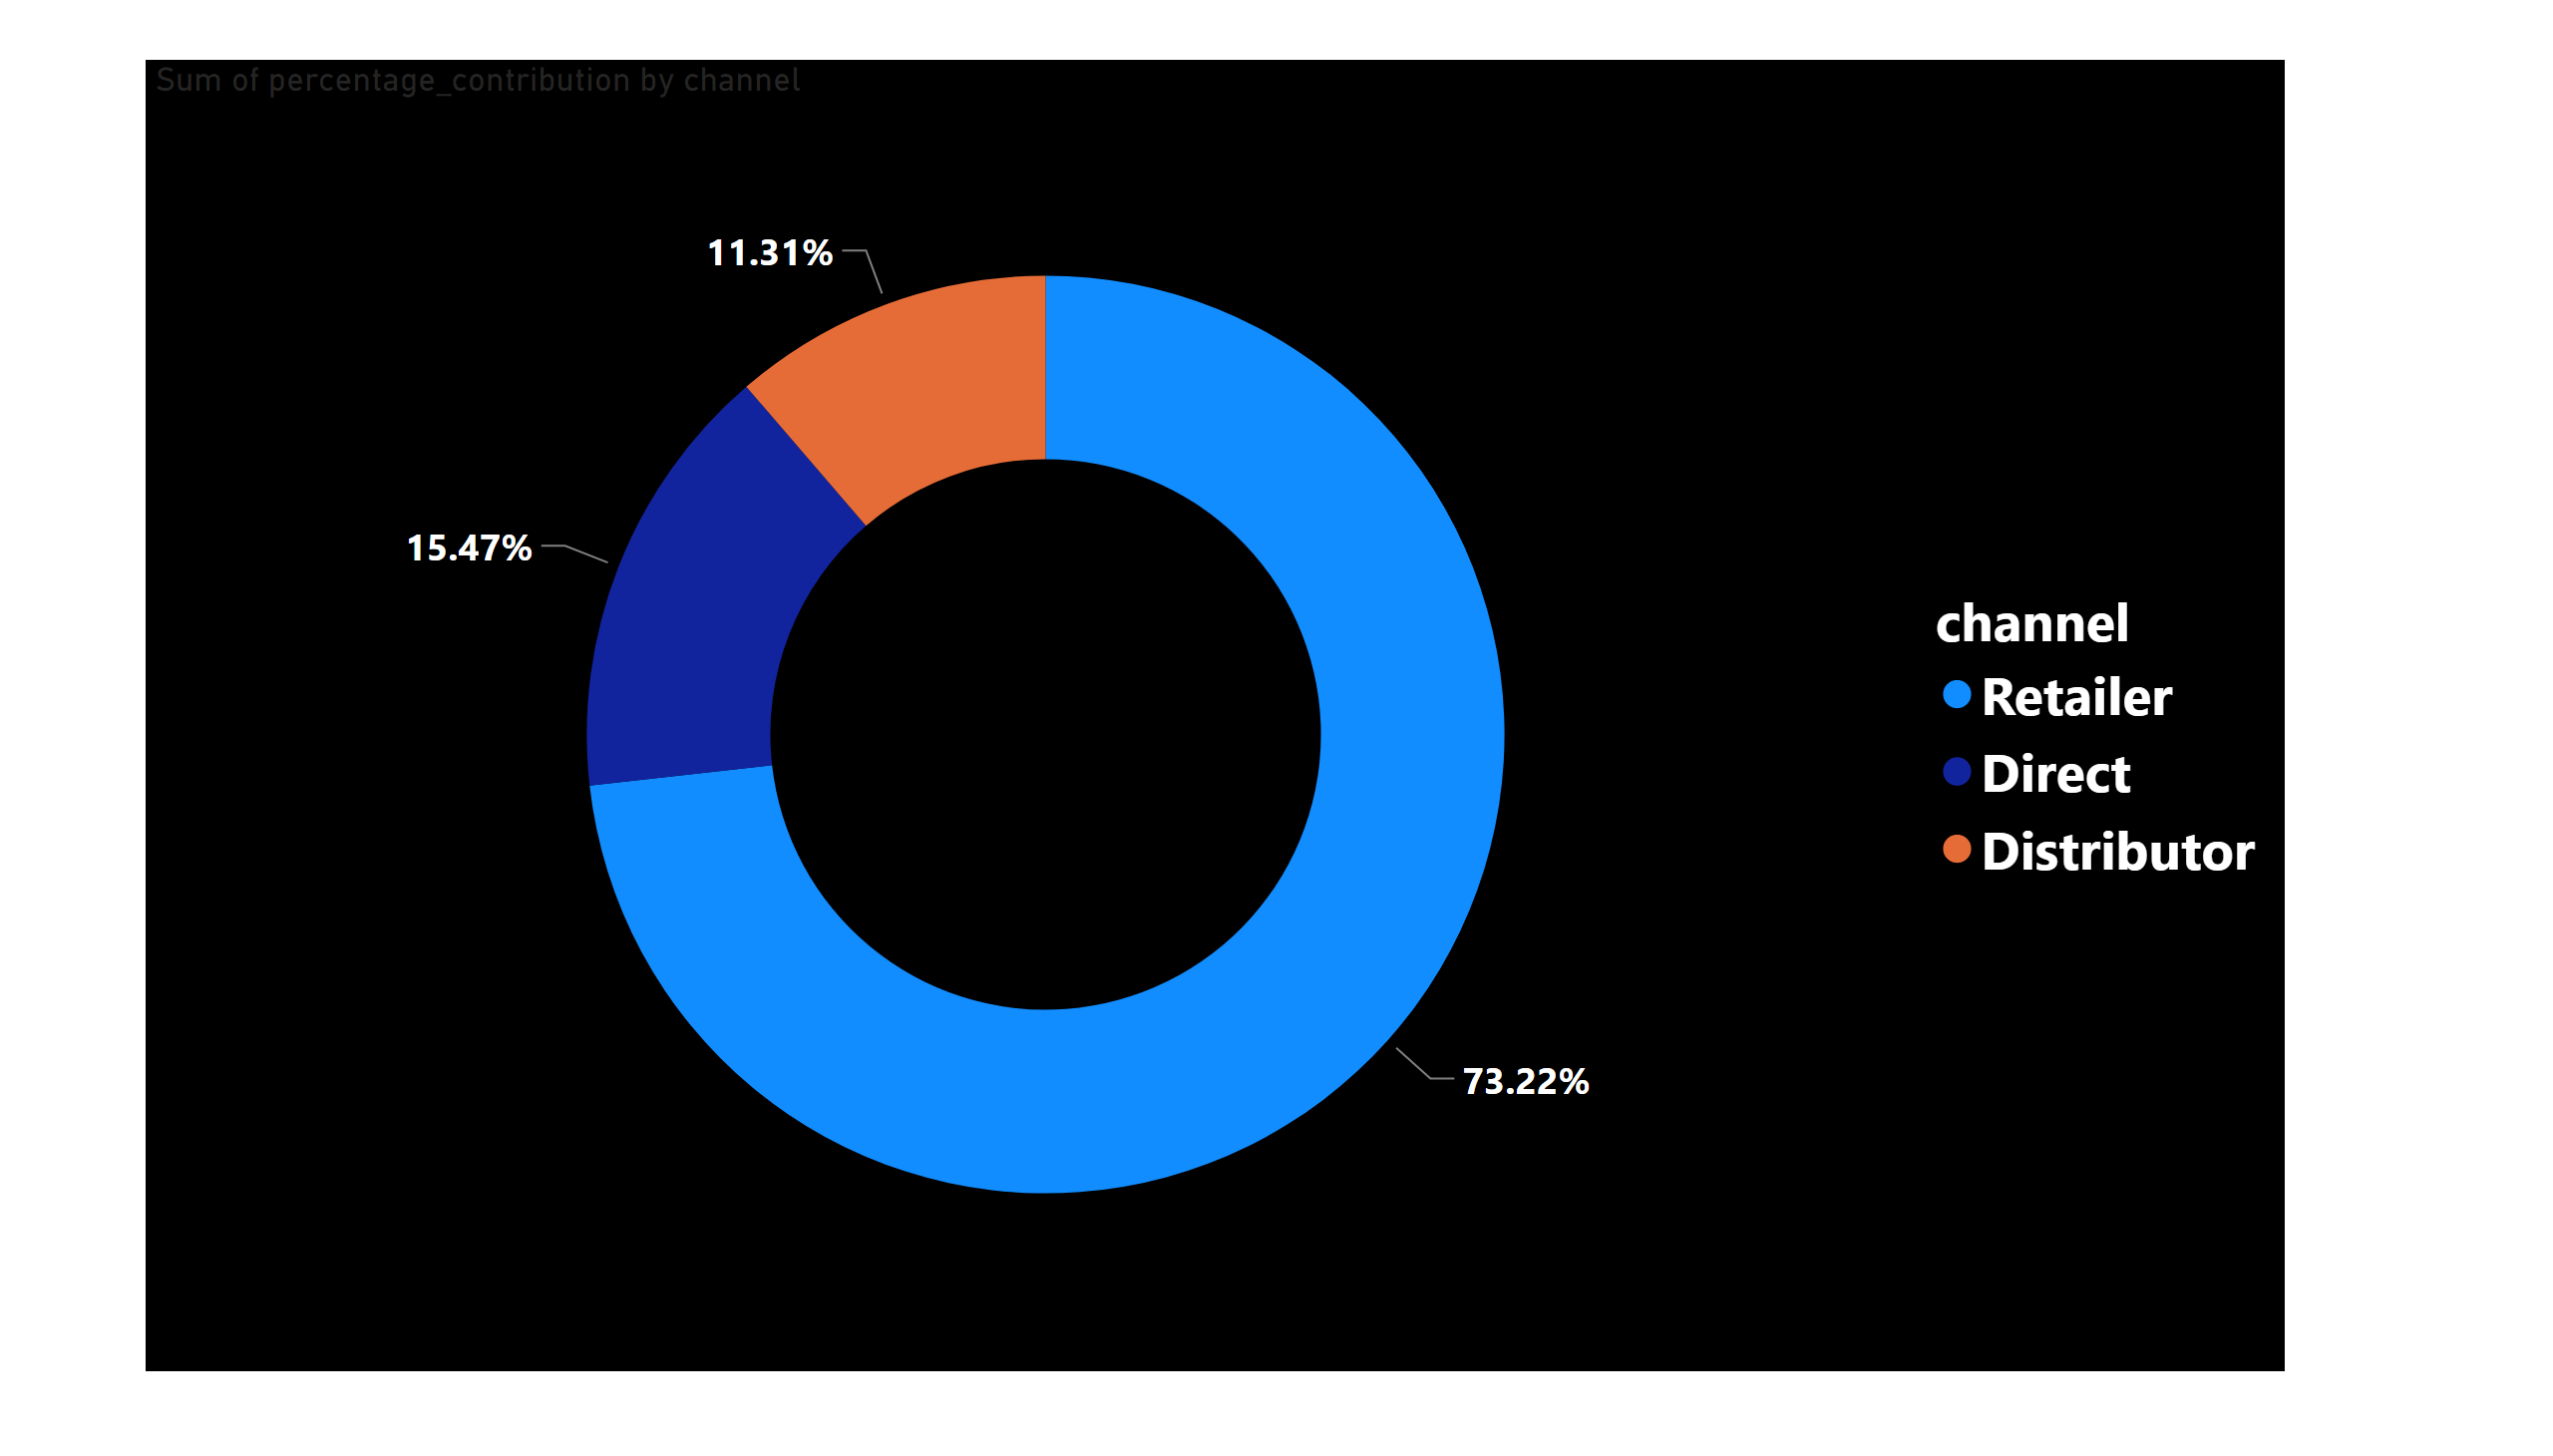 Sum of percentage_contribution by channel
11.31%
15.47%
73.22%
channel
Retailer
Direct
Distributor